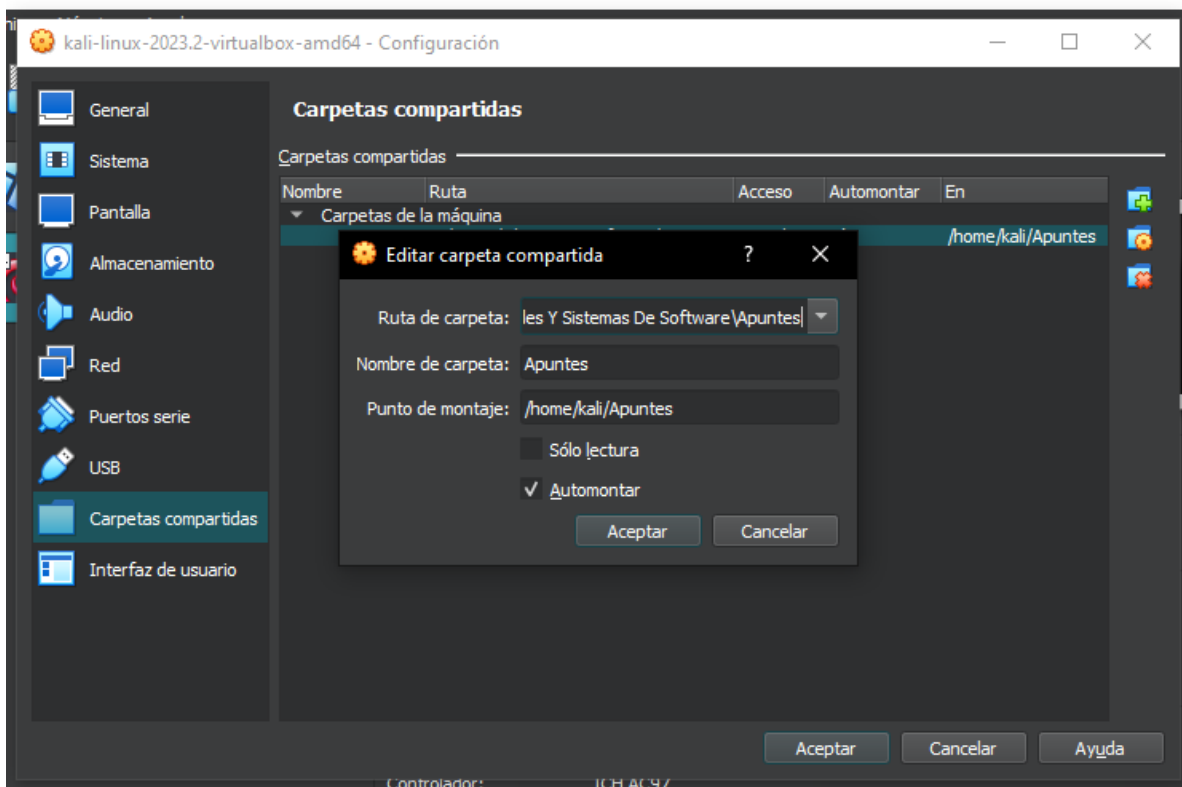 kali-linux-2023.2-virtualbox-amd64 - Configuración
General
Sistema
Pantalla
Almacenamiento
Audio
Red
Puertos serie
USB
Carpetas compartidas
Interfaz de usuario
Carpetas compartidas
Carpetas compartidas
Nombre Ruta Acceso Automontar En
Carpetas de la máquina
/home/kali/Apuntes
Editar carpeta compartida ?
Ruta de carpeta: les Y Sistemas De Software\Apuntes
Nombre de carpeta: Apuntes
Punto de montaje: /home/kali/Apuntes
Sólo lectura
Automontar
Aceptar Cancelar
Aceptar Cancelar Ayuda
Controlador: ICH AC97